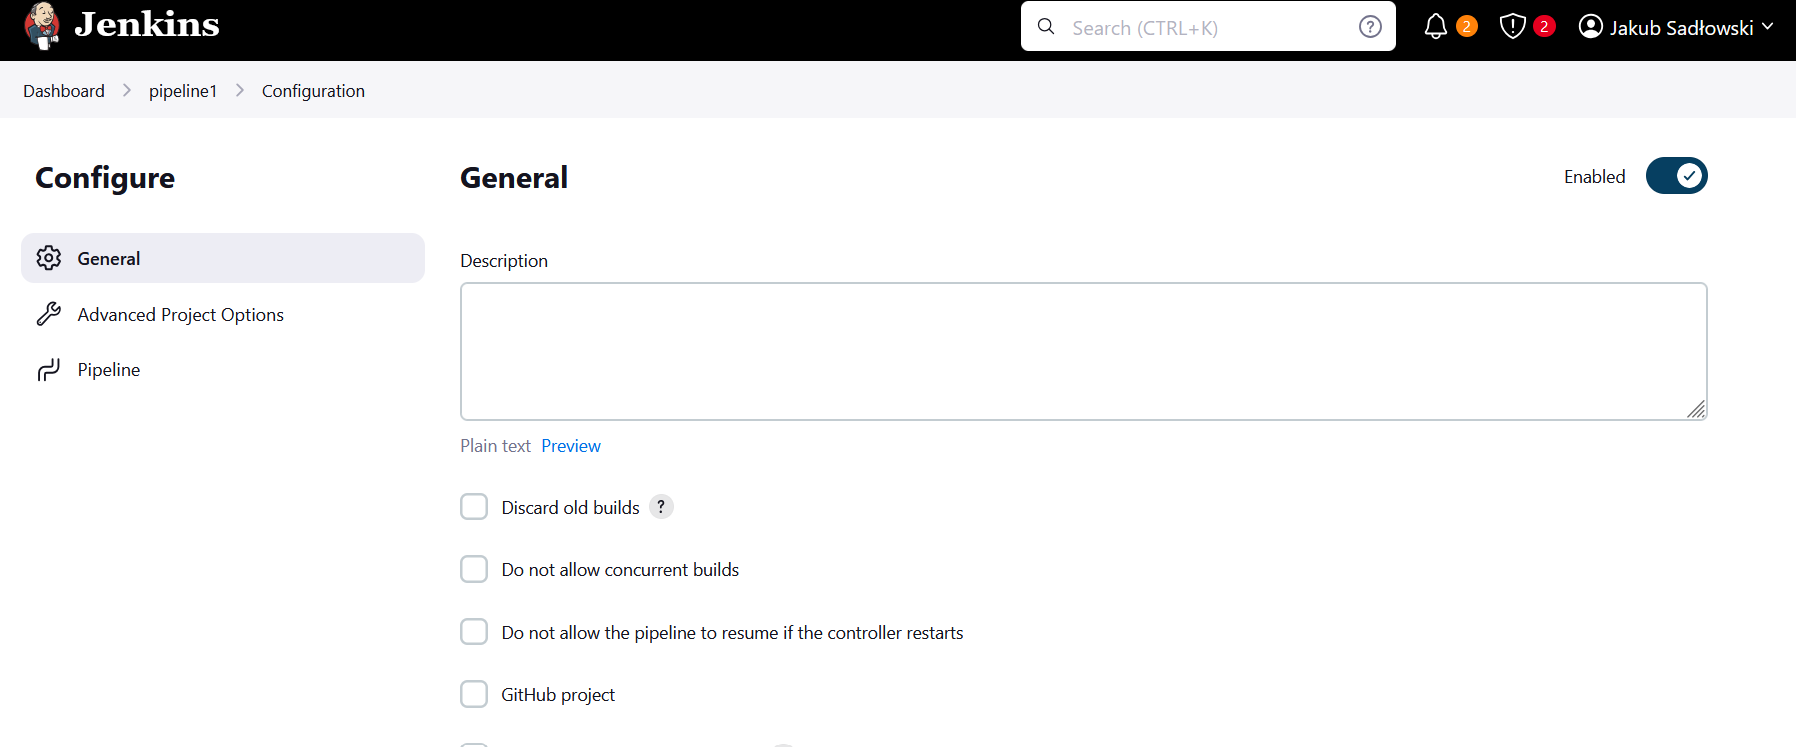 Jenkins
Search (CTRL+K)
?
2
2
Jakub Sadłowski
Dashboard
pipeline1
Configuration
Configure
General
Advanced Project Options
Pipeline
General
Enabled
Description
Plain text Preview
Discard old builds ?
Do not allow concurrent builds
Do not allow the pipeline to resume if the controller restarts
GitHub project